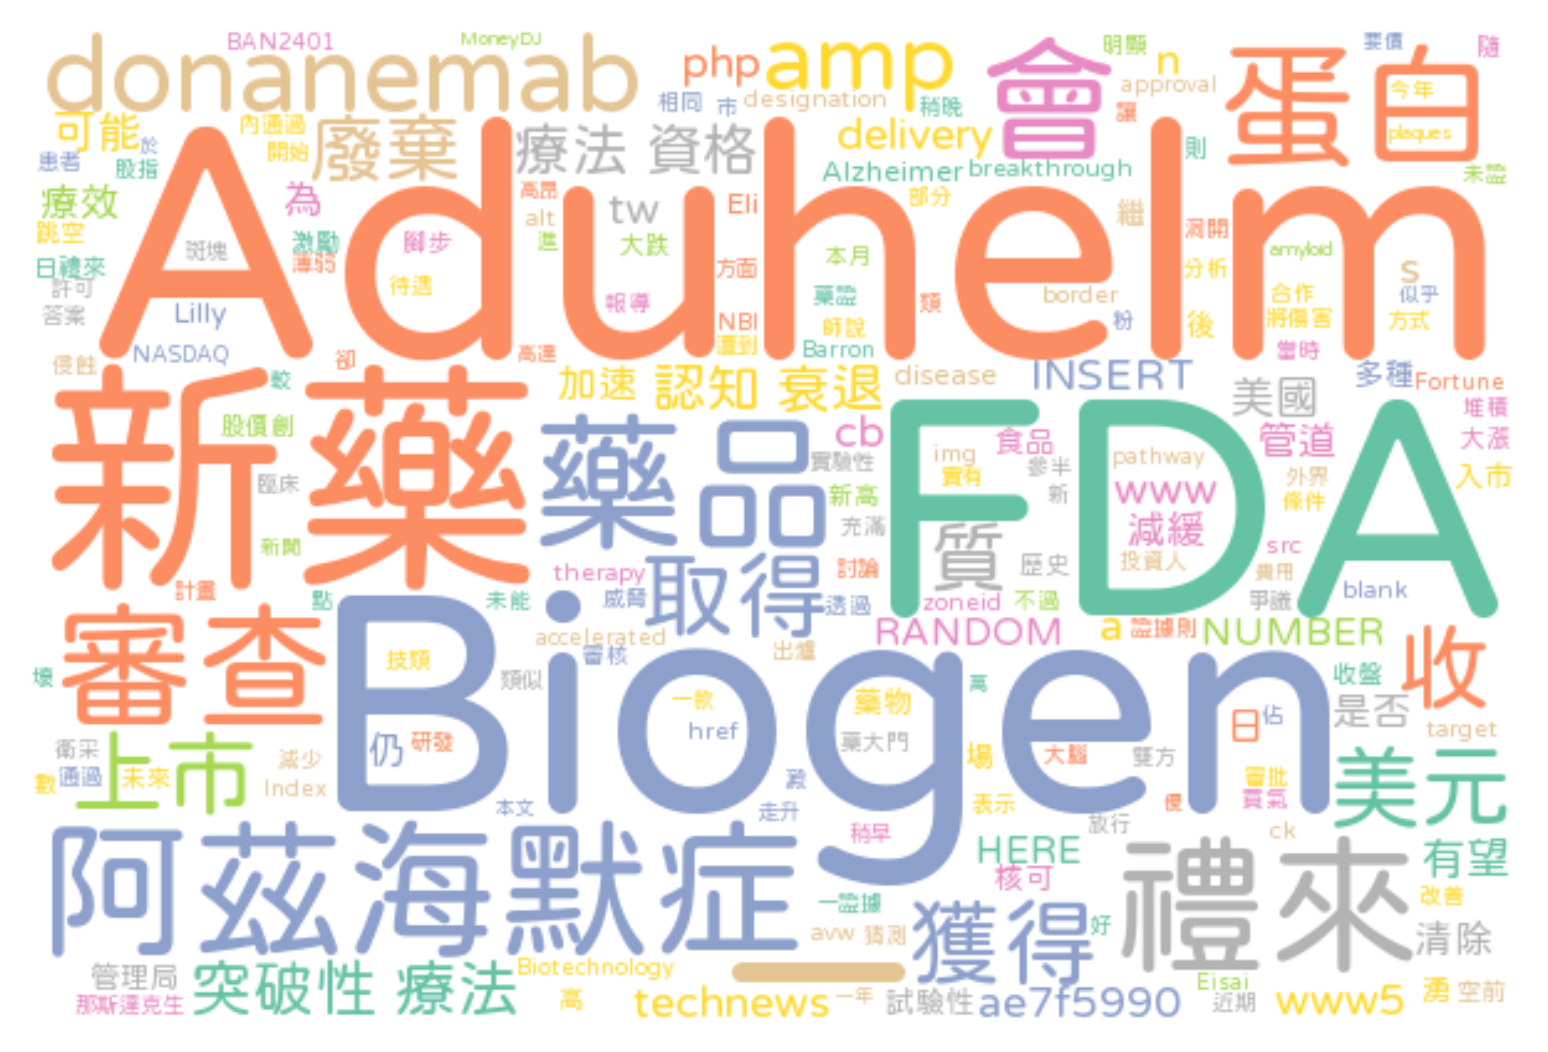 BAN2401 MoneyDJ 要價 隨
donanemab php amp 會 明顯 n 蛋白
相同 市 designation 稍晚 approval 今年
可能 於 內通過 廢棄 療法 資格 delivery 讓 plaques
患者 股指 開始 Alzheimer breakthrough 則 未證
Aduhelm
療效 為 高昂 alt tw Eli 部分 繼
跳空 斑塊 激勵 腳步 進 大跌 洞開
日禮來 薄弱 方面 本月 分析 amyloid s
許可 待遇 藥證 類 border 合作 似乎
答案 Lilly 報導 NBI 師說 粉 後 將傷害 方式
侵蝕 NASDAQ 卻 高達 遭到 Barron 當時
新藥 較 加速 認知 衰退 disease INSERT 美國 多種 Fortune
股價創 藥品 cb FDA 食品 管道 堆積 大漲
臨床 實驗性 img 實有 參半 pathway 外界 入市
新高 新 www 條件
新聞 充滿 質 減緩
計畫 therapy 取得 討論 歷史 投資人 src 費用
點 未能 威脅 透過 zoneid 不過 爭議 blank
審查 Biogen accelerated 出爐 RANDOM a 證據則 NUMBER 收
壞 技類 審核 類似 萬 收盤
一款 藥物 日 佔 是否
衛采 上市 仍 研發 href 藥大門 場 大腦 雙方 target
數 通過 未來 減少 Index 澱 審批 美元
本文 走升 表示 侵 買氣
阿茲海默症 稍早 放行 ck
HERE 禮來 有望
核可
一證據 獲得 好 改善
avw 猜測 清除
管理局 突破性 療法 Biotechnology Eisai
那斯達克生 高 technews 一年 試驗性 ae7f5990 近期 www5 湧 空前